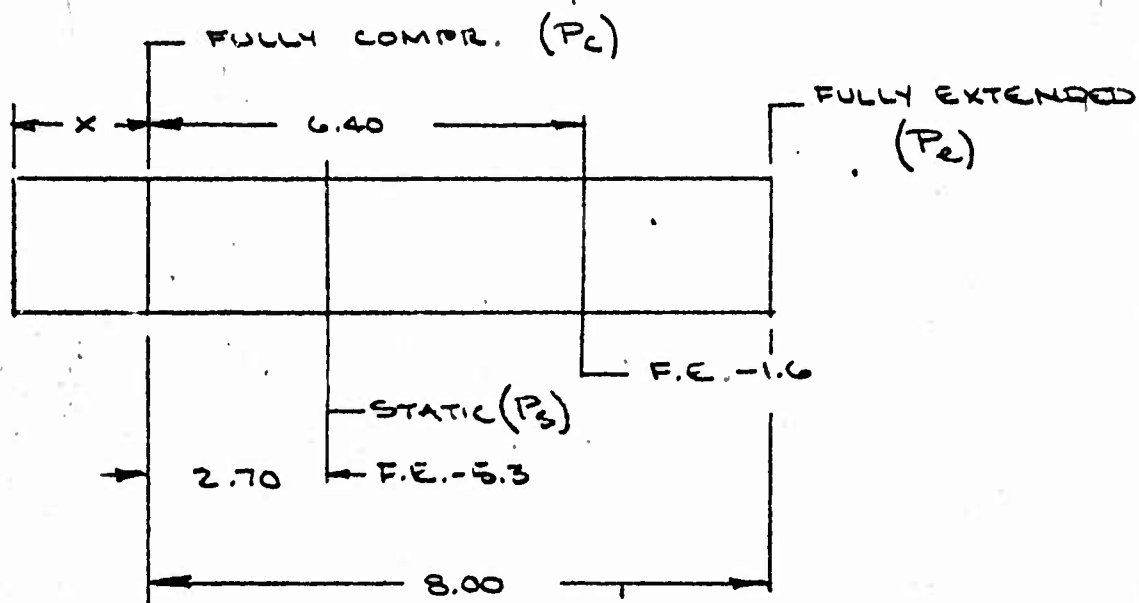 FULLY COMPR. (Pc)
FULLY EXTENDED
(Pe)
x
6.40
F.E.-1.6
STATIC (Ps)
2.70
F.E.-5.3
8.00